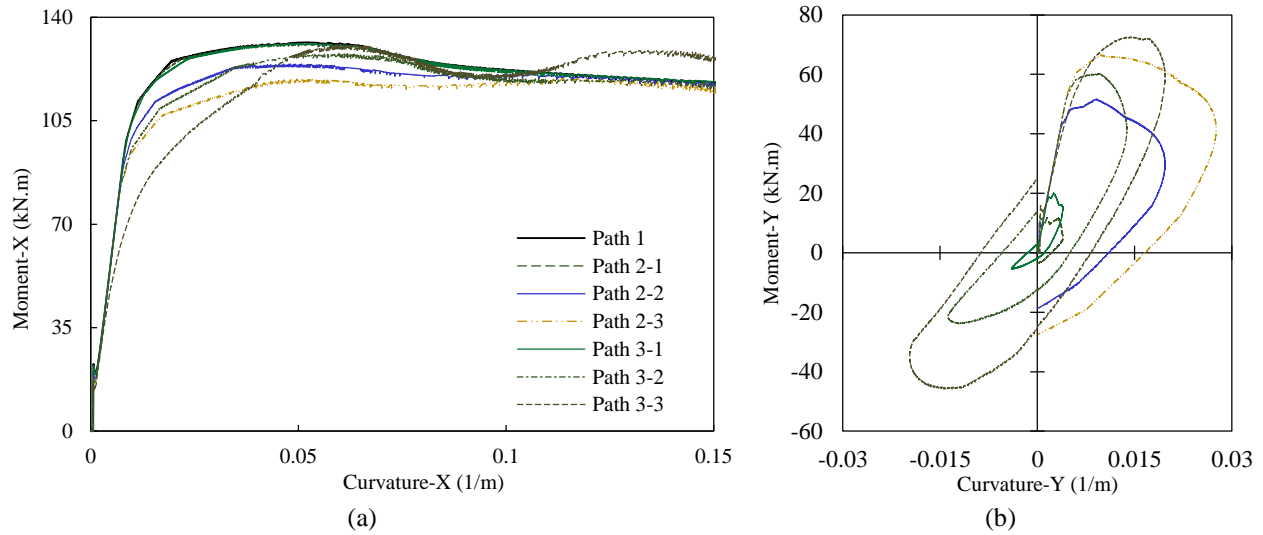 140
105
70
35
0
0
0.05
0.1
0.15
Moment-X (kN.m)
Curvature-X (1/m)
Path 1
Path 2-1
Path 2-2
Path 2-3
Path 3-1
Path 3-2
Path 3-3
(a)
80
60
40
20
0
-20
-40
-60
-0.03
-0.015
0
0.015
0.03
Moment-Y (kN.m)
Curvature-Y (1/m)
(b)